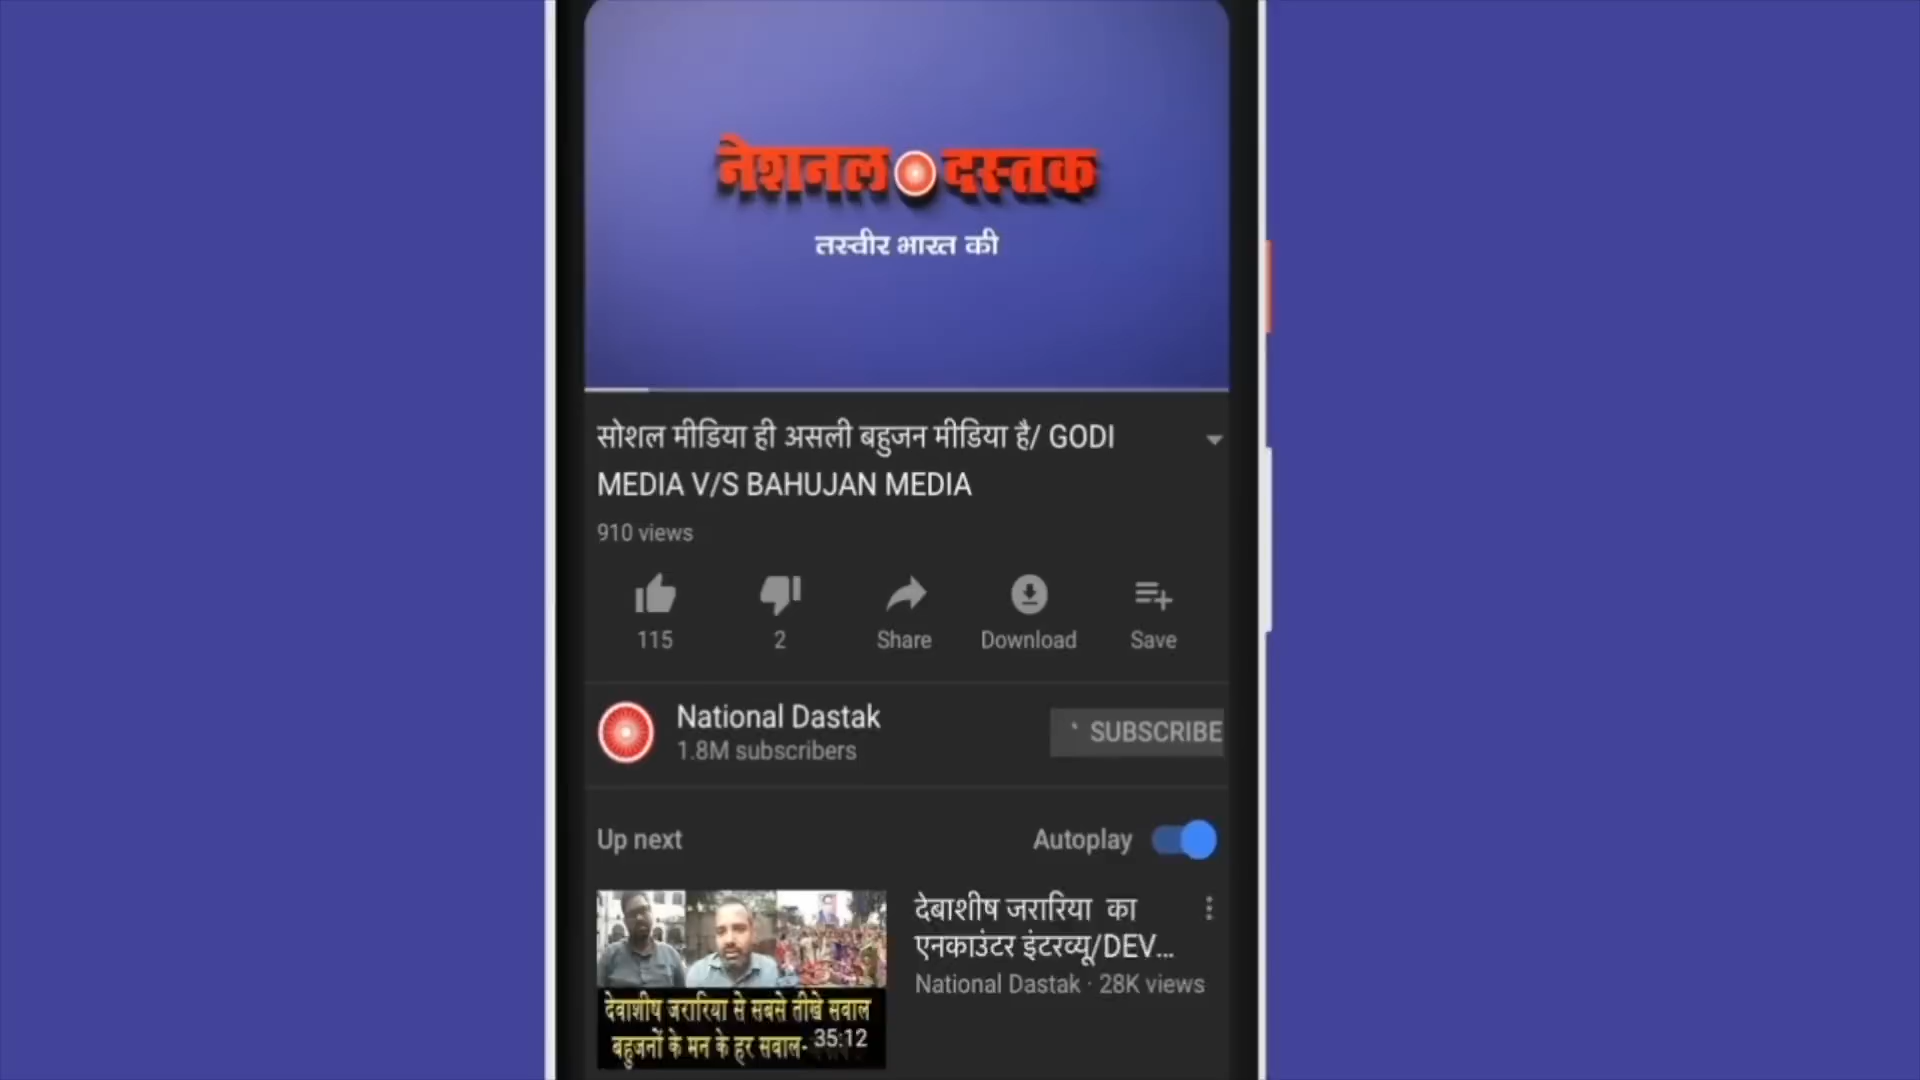 नेशनल दस्तक
तस्वीर भारत की
सोशल मीडिया ही असली बहुजन मीडिया है/ GODI
MEDIA V/S BAHUJAN MEDIA
910 views
115
2
Share
Download
Save
National Dastak
1.8M subscribers
SUBSCRIBE
Up next
Autoplay
देबाशीष जरारिया का
एनकाउंटर इंटरव्यू/DEV...
National Dastak · 28K views
देवाशीष जरारिया से सबसे तीखे सवाल
बहुजनों के मन के हर सवाल-
35:12